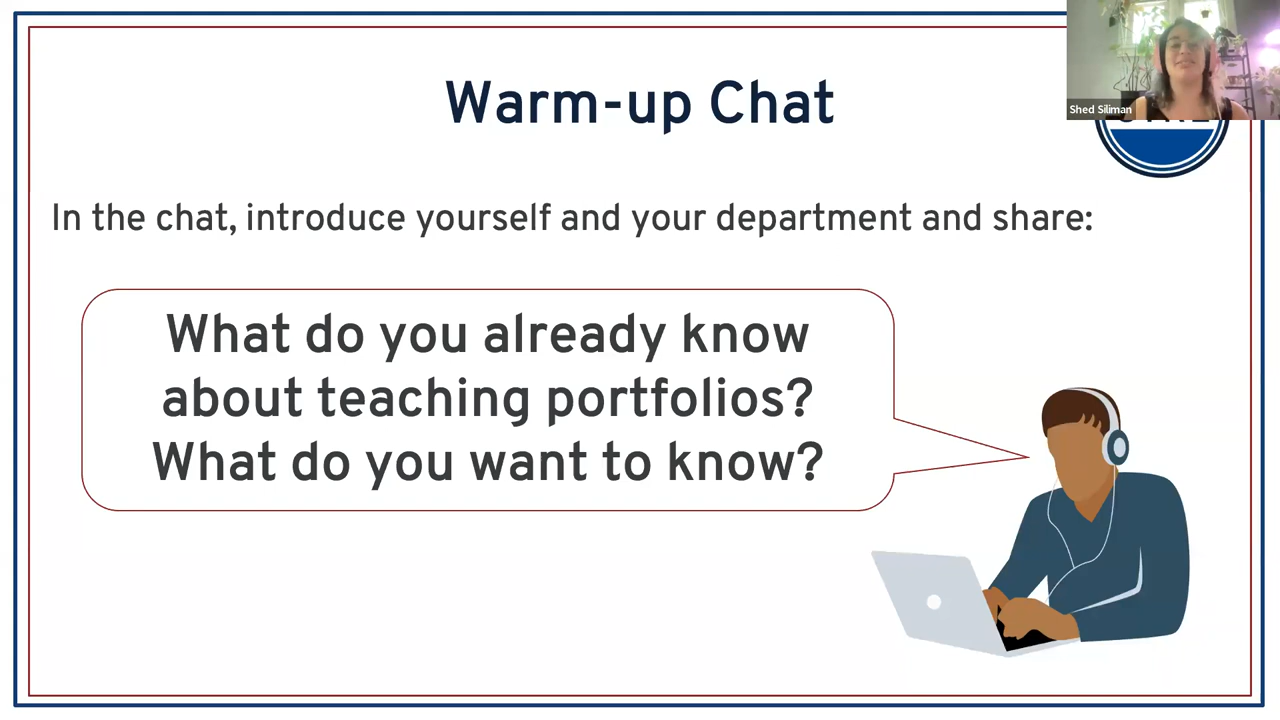 Warm-up Chat
Shed Siliman
In the chat, introduce yourself and your department and share:
What do you already know
about teaching portfolios?
What do you want to know?